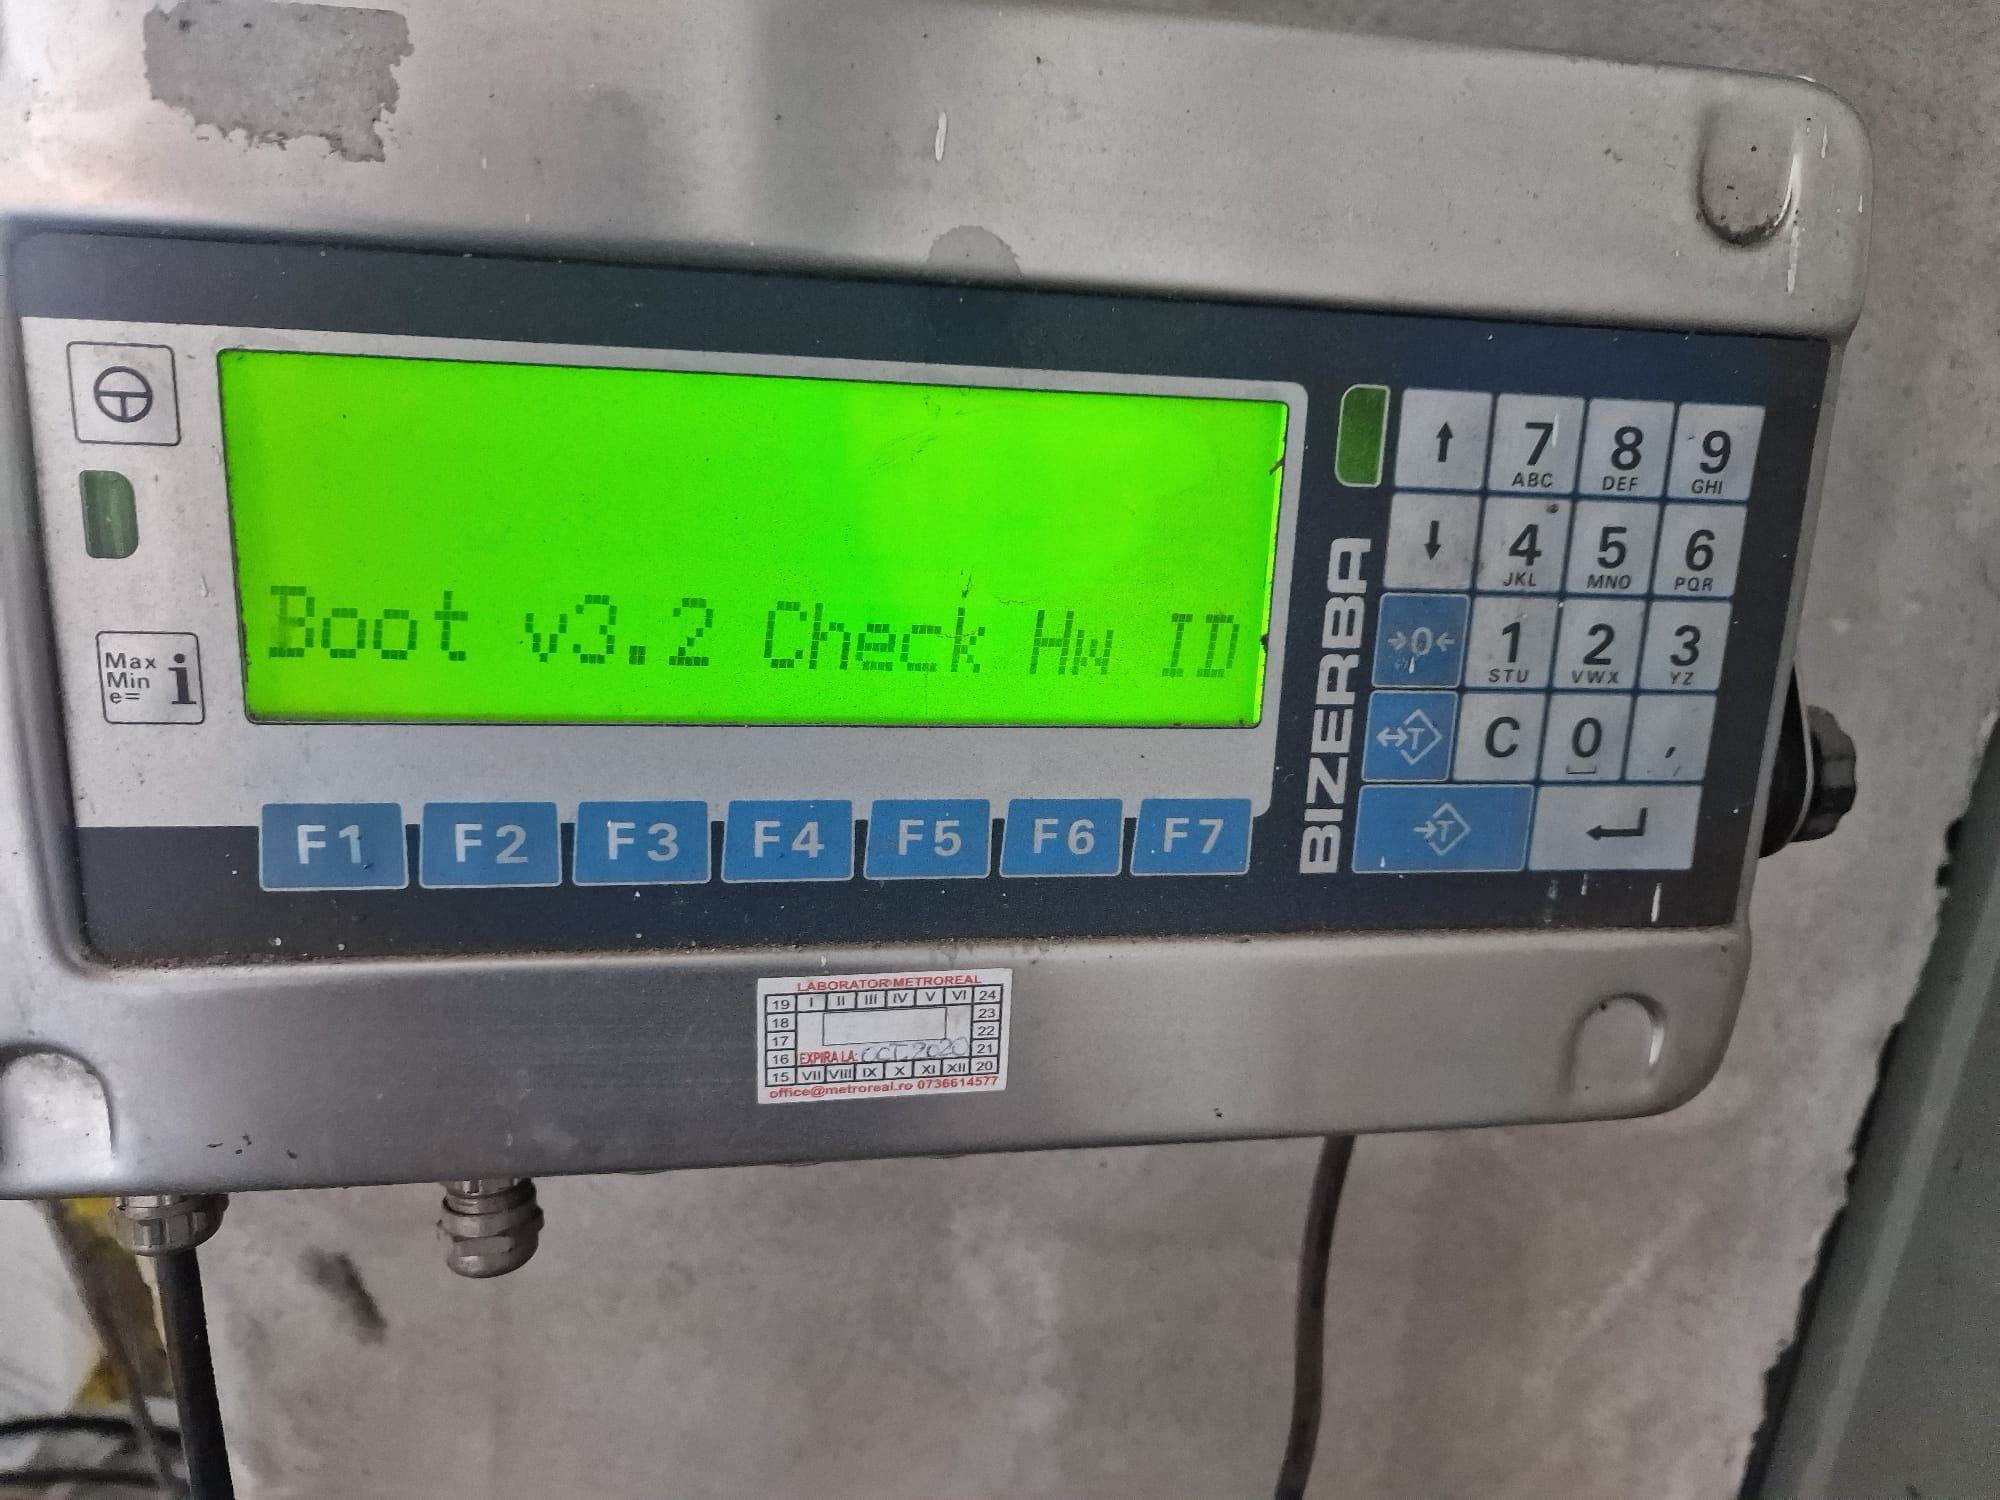 Max
Min
e=
i
Boot v3.2 Check Hw ID
F1 F2 F3 F4 F5 F6 F7
BIZERBA
↑ 7 8 9
ABC DEF GHI
↓ 4 5 6
JKL MNO PQR
→0← 1 2 3
STU VWX YZ
↔T C 0 ,
→T ↵
LABORATOR METROREAL
19 I II III IV V VI 24
18 23
17 22
16 EXPIRA LA: OCT. 2020 21
15 VII VIII IX X XI XII 20
office@metroreal.ro 0736614577